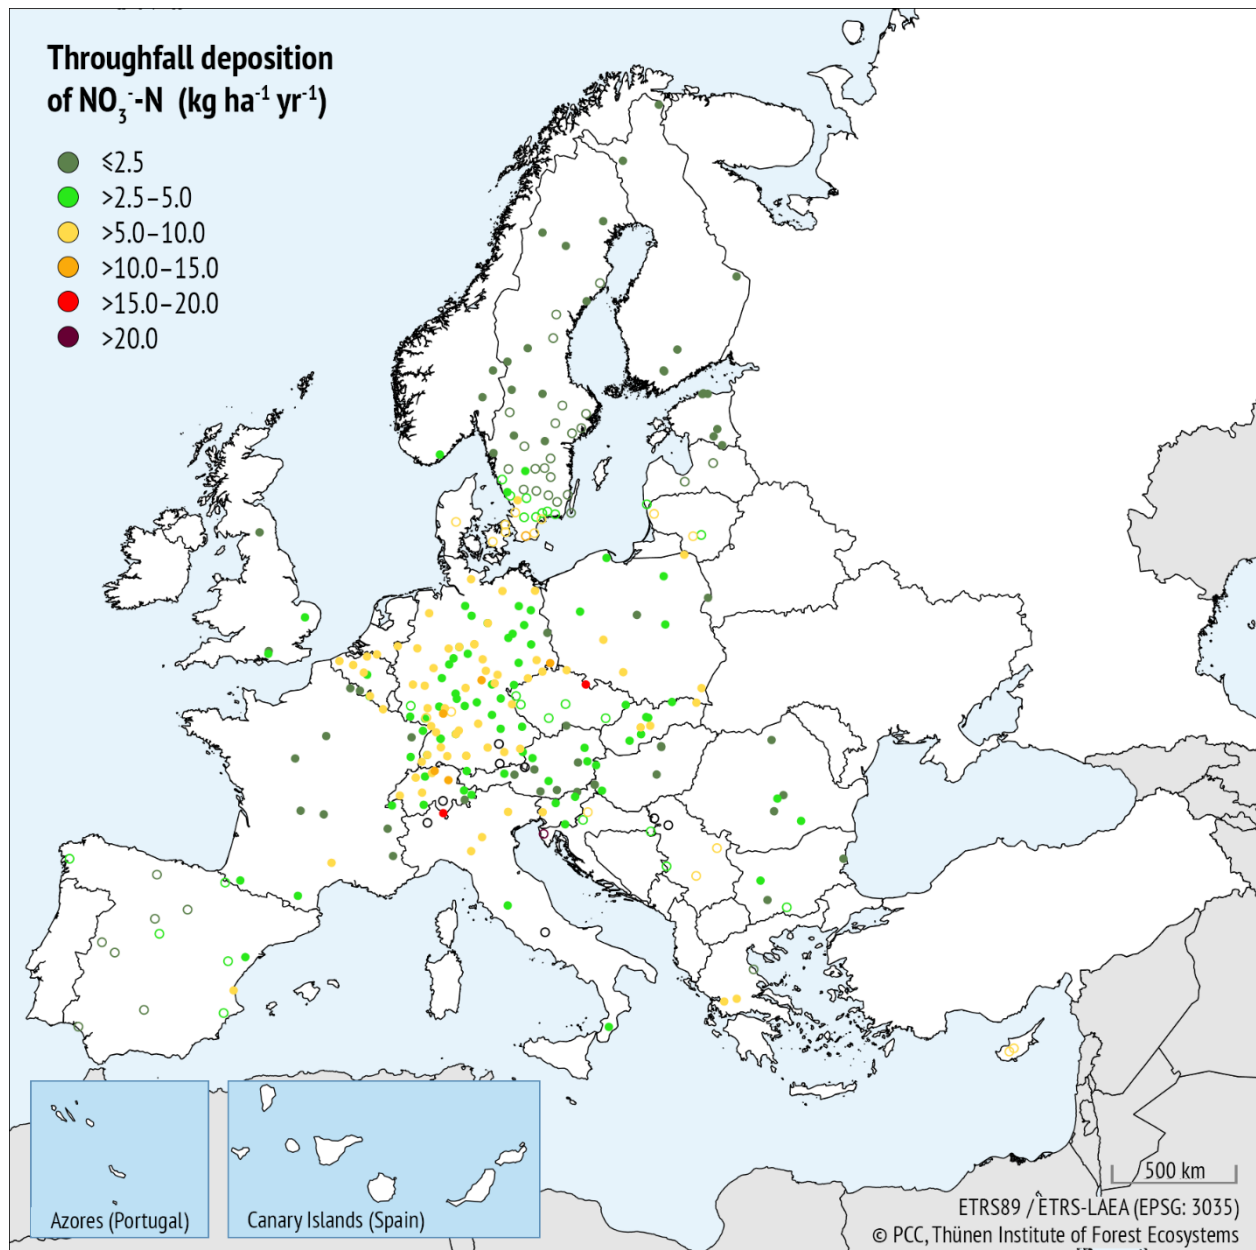 Throughfall deposition
of NO₃⁻-N (kg ha⁻¹ yr⁻¹)
≤2.5
>2.5–5.0
>5.0–10.0
>10.0–15.0
>15.0–20.0
>20.0
500 km
Azores (Portugal)
Canary Islands (Spain)
ETRS89 / ETRS-LAEA (EPSG: 3035)
© PCC, Thünen Institute of Forest Ecosystems